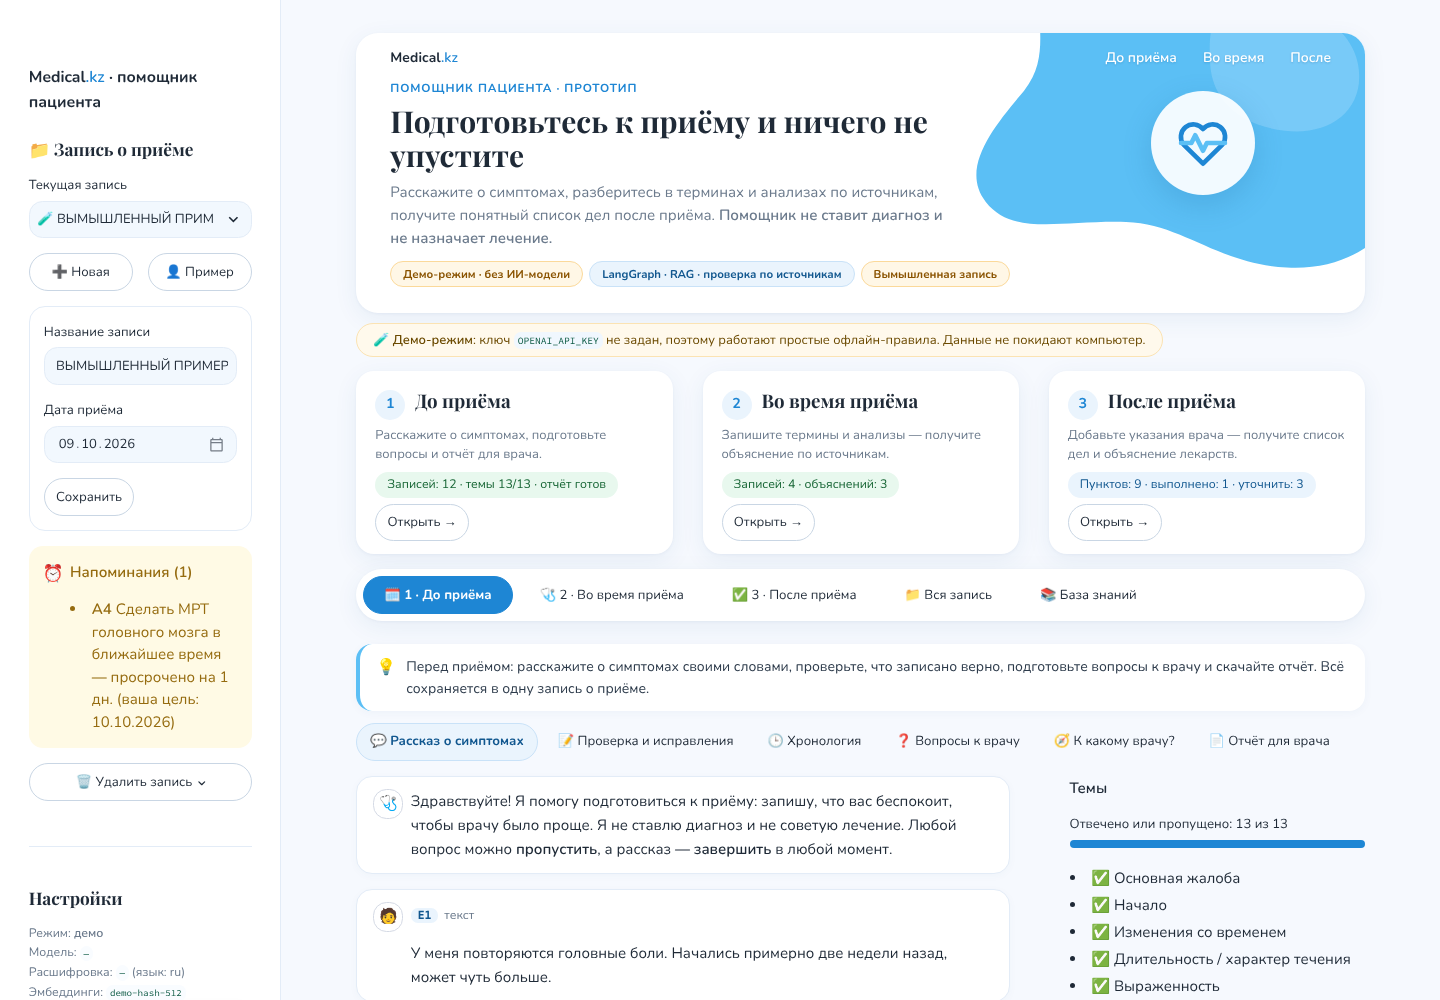 Medical.kz · помощник
пациента
📁 Запись о приёме
Текущая запись
🧪 ВЫМЫШЛЕННЫЙ ПРИМ
➕ Новая
👤 Пример
Название записи
ВЫМЫШЛЕННЫЙ ПРИМЕР
Дата приёма
09.10.2026
Сохранить
⏰ Напоминания (1)
• A4 Сделать МРТ
головного мозга в
ближайшее время
— просрочено на 1
дн. (ваша цель:
10.10.2026)
🗑️ Удалить запись
Настройки
Режим: демо
Модель: –
Расшифровка: – (язык: ru)
Эмбеддинги: demo-hash-512
Medical.kz
До приёма
Во время
После
ПОМОЩНИК ПАЦИЕНТА · ПРОТОТИП
Подготовьтесь к приёму и ничего не
упустите
Расскажите о симптомах, разберитесь в терминах и анализах по источникам,
получите понятный список дел после приёма. Помощник не ставит диагноз и
не назначает лечение.
Демо-режим · без ИИ-модели
LangGraph · RAG · проверка по источникам
Вымышленная запись
🧪 Демо-режим: ключ OPENAI_API_KEY не задан, поэтому работают простые офлайн-правила. Данные не покидают компьютер.
1 До приёма
Расскажите о симптомах, подготовьте
вопросы и отчёт для врача.
Записей: 12 · темы 13/13 · отчёт готов
Открыть →
2 Во время приёма
Запишите термины и анализы — получите
объяснение по источникам.
Записей: 4 · объяснений: 3
Открыть →
3 После приёма
Добавьте указания врача — получите список
дел и объяснение лекарств.
Пунктов: 9 · выполнено: 1 · уточнить: 3
Открыть →
🗓️ 1 · До приёма
🩺 2 · Во время приёма
✅ 3 · После приёма
📁 Вся запись
📚 База знаний
💡 Перед приёмом: расскажите о симптомах своими словами, проверьте, что записано верно, подготовьте вопросы к врачу и скачайте отчёт. Всё
сохраняется в одну запись о приёме.
💬 Рассказ о симптомах
📝 Проверка и исправления
🕒 Хронология
❓ Вопросы к врачу
🧭 К какому врачу?
📄 Отчёт для врача
Здравствуйте! Я помогу подготовиться к приёму: запишу, что вас беспокоит,
чтобы врачу было проще. Я не ставлю диагноз и не советую лечение. Любой
вопрос можно пропустить, а рассказ — завершить в любой момент.
E1 текст
У меня повторяются головные боли. Начались примерно две недели назад,
может чуть больше.
Темы
Отвечено или пропущено: 13 из 13
• ✅ Основная жалоба
• ✅ Начало
• ✅ Изменения со временем
• ✅ Длительность / характер течения
• ✅ Выраженность